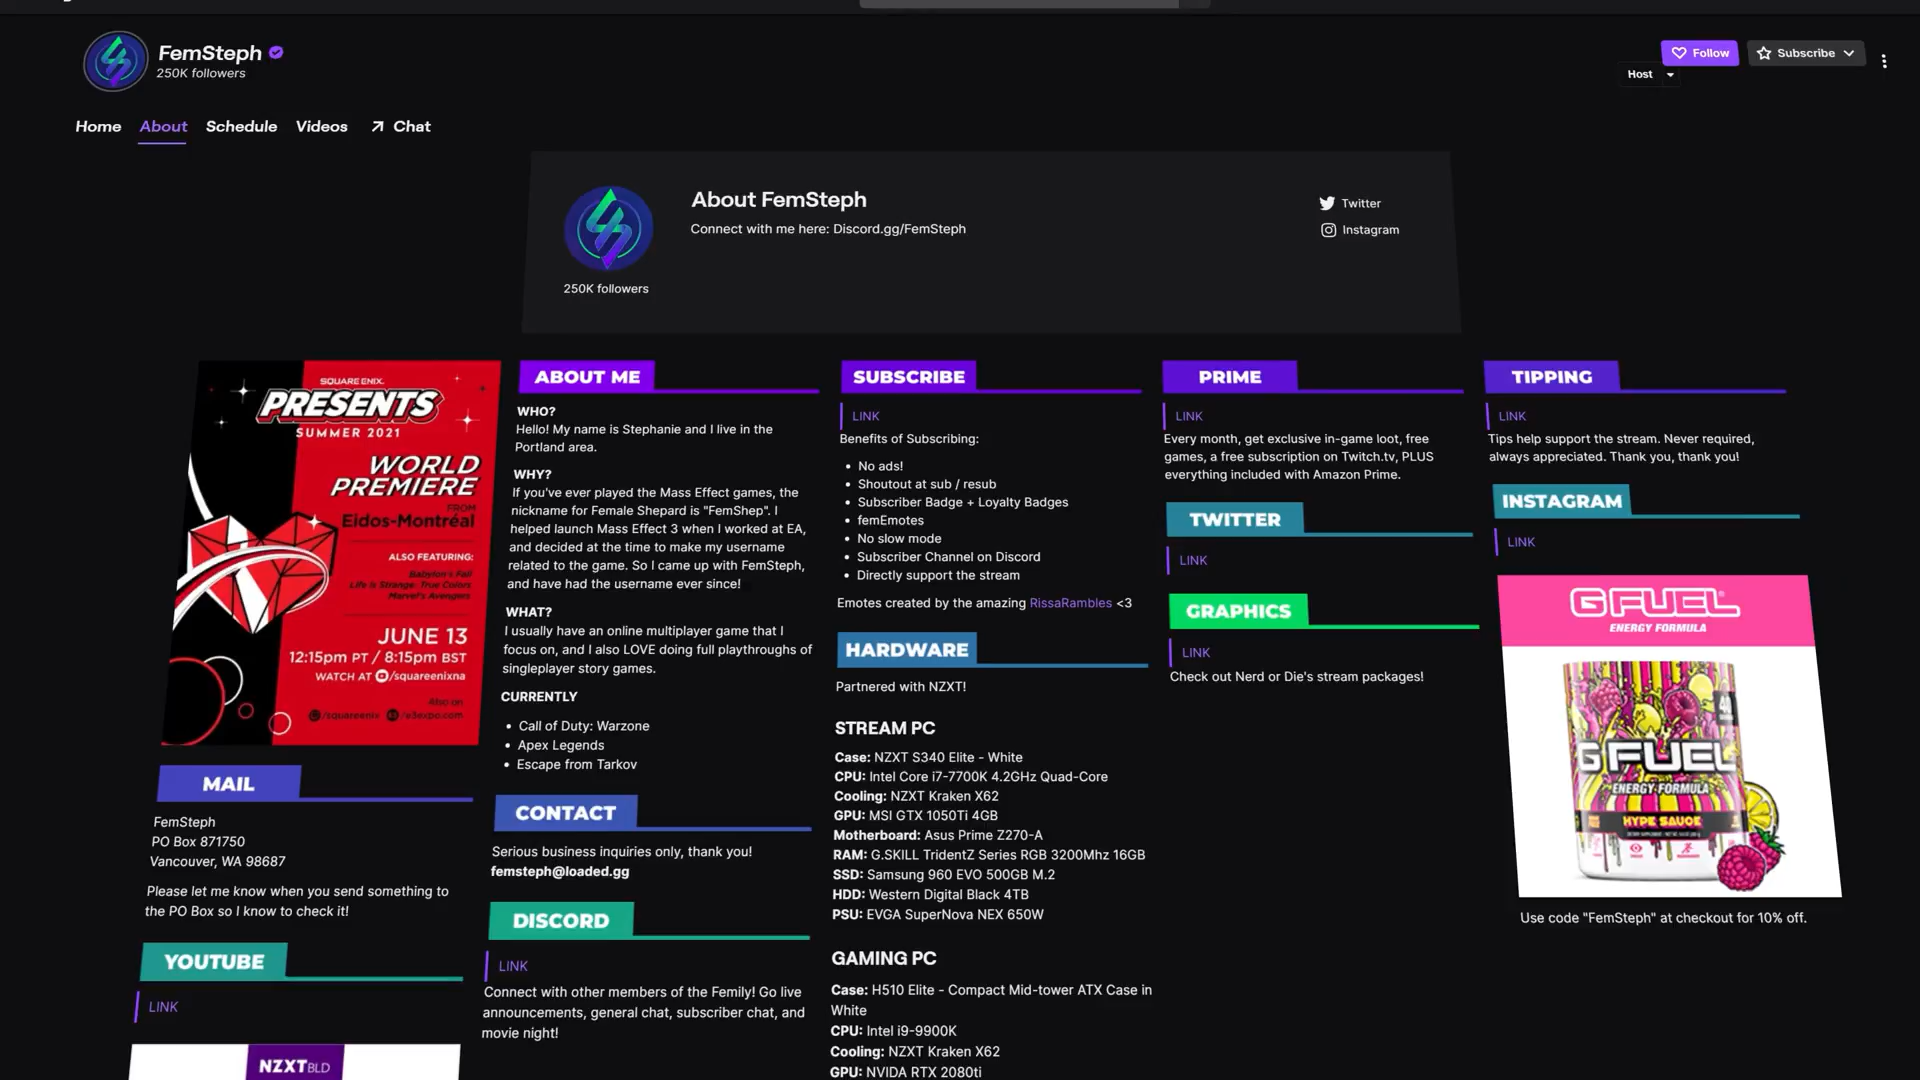 FemSteph
250K followers
Follow
Subscribe
Host
Home
About
Schedule
Videos
Chat
About FemSteph
Connect with me here: Discord.gg/FemSteph
250K followers
Twitter
Instagram
SQUARE ENIX.
PRESENTS
SUMMER 2021
WORLD
PREMIERE
FROM
Eidos-Montréal
ALSO FEATURING:
Babylon's Fall
Life is Strange: True Colors
Marvel's Avengers
JUNE 13
12:15pm PT / 8:15pm BST
WATCH AT /squareenixna
Also on
/squareenix /e3expo.com
MAIL
FemSteph
PO Box 871750
Vancouver, WA 98687
Please let me know when you send something to
the PO Box so I know to check it!
YOUTUBE
LINK
NZXT BLD
ABOUT ME
WHO?
Hello! My name is Stephanie and I live in the
Portland area.
WHY?
If you've ever played the Mass Effect games, the
nickname for Female Shepard is "FemShep". I
helped launch Mass Effect 3 when I worked at EA,
and decided at the time to make my username
related to the game. So I came up with FemSteph,
and have had the username ever since!
WHAT?
I usually have an online multiplayer game that I
focus on, and I also LOVE doing full playthroughs of
singleplayer story games.
CURRENTLY
• Call of Duty: Warzone
• Apex Legends
• Escape from Tarkov
CONTACT
Serious business inquiries only, thank you!
femsteph@loaded.gg
DISCORD
LINK
Connect with other members of the Femily! Go live
announcements, general chat, subscriber chat, and
movie night!
SUBSCRIBE
LINK
Benefits of Subscribing:
• No ads!
• Shoutout at sub / resub
• Subscriber Badge + Loyalty Badges
• femEmotes
• No slow mode
• Subscriber Channel on Discord
• Directly support the stream
Emotes created by the amazing RissaRambles <3
HARDWARE
Partnered with NZXT!
STREAM PC
Case: NZXT S340 Elite - White
CPU: Intel Core i7-7700K 4.2GHz Quad-Core
Cooling: NZXT Kraken X62
GPU: MSI GTX 1050Ti 4GB
Motherboard: Asus Prime Z270-A
RAM: G.SKILL TridentZ Series RGB 3200Mhz 16GB
SSD: Samsung 960 EVO 500GB M.2
HDD: Western Digital Black 4TB
PSU: EVGA SuperNova NEX 650W
GAMING PC
Case: H510 Elite - Compact Mid-tower ATX Case in
White
CPU: Intel i9-9900K
Cooling: NZXT Kraken X62
GPU: NVIDA RTX 2080ti
PRIME
LINK
Every month, get exclusive in-game loot, free
games, a free subscription on Twitch.tv, PLUS
everything included with Amazon Prime.
TWITTER
LINK
GRAPHICS
LINK
Check out Nerd or Die's stream packages!
TIPPING
LINK
Tips help support the stream. Never required,
always appreciated. Thank you, thank you!
INSTAGRAM
LINK
G FUEL
ENERGY FORMULA
40
G FUEL
ENERGY FORMULA
HYPE SAUCE
Use code "FemSteph" at checkout for 10% off.